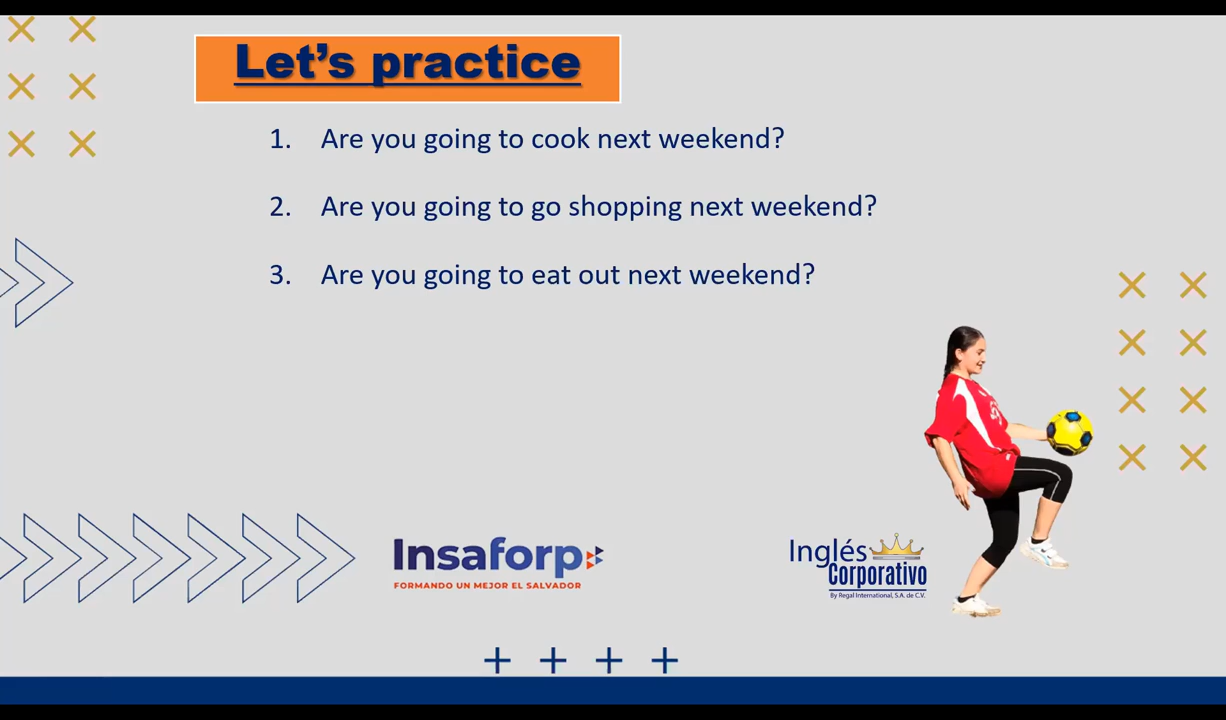 Let's practice
1. Are you going to cook next weekend?
2. Are you going to go shopping next weekend?
3. Are you going to eat out next weekend?
Insaforp
FORMANDO UN MEJOR EL SALVADOR
Inglés
Corporativo
By Regal International, S.A. de C.V.